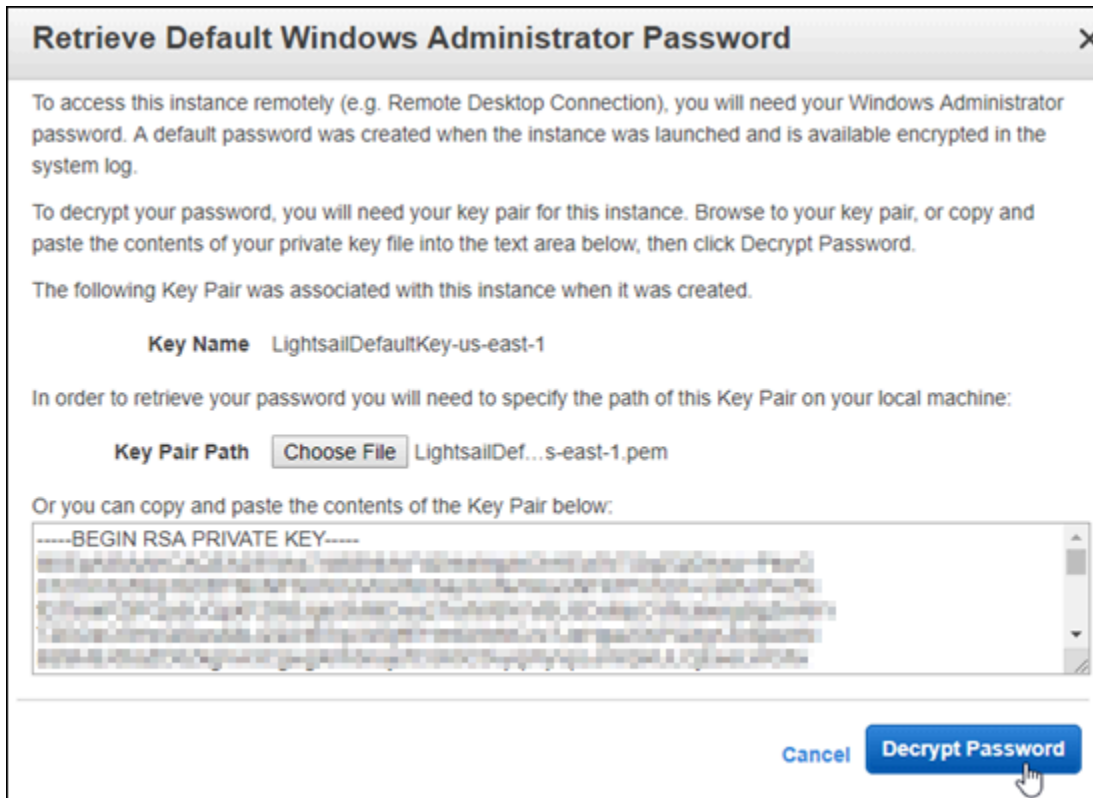 Retrieve Default Windows Administrator Password
To access this instance remotely (e.g. Remote Desktop Connection), you will need your Windows Administrator
password. A default password was created when the instance was launched and is available encrypted in the
system log.
To decrypt your password, you will need your key pair for this instance. Browse to your key pair, or copy and
paste the contents of your private key file into the text area below, then click Decrypt Password.
The following Key Pair was associated with this instance when it was created.
Key Name LightsailDefaultKey-us-east-1
In order to retrieve your password you will need to specify the path of this Key Pair on your local machine:
Key Pair Path Choose File LightsailDef...s-east-1.pem
Or you can copy and paste the contents of the Key Pair below:
-----BEGIN RSA PRIVATE KEY-----
Cancel Decrypt Password